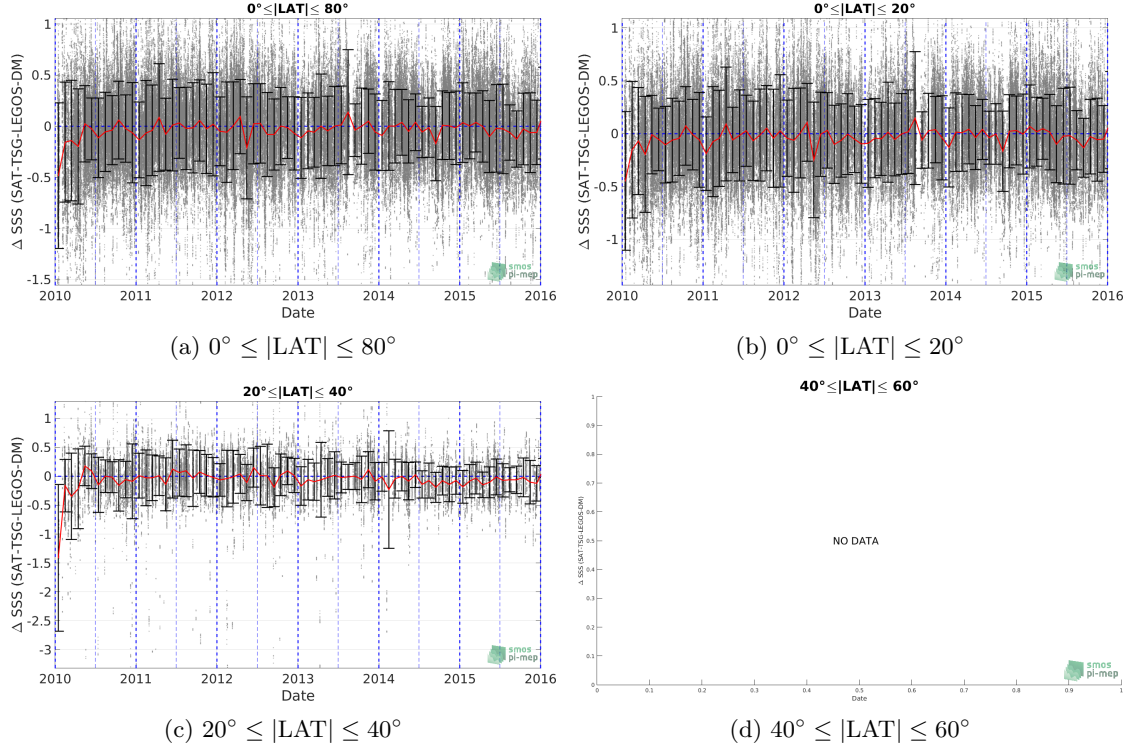 0°≤|LAT|≤ 80°
Δ SSS (SAT-TSG-LEGOS-DM)
1
0.5
0
-0.5
-1
-1.5
2010 2011 2012 2013 2014 2015 2016
Date
smos
pi-mep
(a) 0° ≤ |LAT| ≤ 80°
0°≤|LAT|≤ 20°
Δ SSS (SAT-TSG-LEGOS-DM)
1
0.5
0
-0.5
-1
2010 2011 2012 2013 2014 2015 2016
Date
smos
pi-mep
(b) 0° ≤ |LAT| ≤ 20°
20°≤|LAT|≤ 40°
Δ SSS (SAT-TSG-LEGOS-DM)
1
0.5
0
-0.5
-1
-1.5
-2
-2.5
-3
2010 2011 2012 2013 2014 2015 2016
Date
smos
pi-mep
(c) 20° ≤ |LAT| ≤ 40°
40°≤|LAT|≤ 60°
Δ SSS (SAT-TSG-LEGOS-DM)
1
0.9
0.8
0.7
0.6
0.5
0.4
0.3
0.2
0.1
0
NO DATA
0 0.1 0.2 0.3 0.4 0.5 0.6 0.7 0.8 0.9 1
Date
smos
pi-mep
(d) 40° ≤ |LAT| ≤ 60°